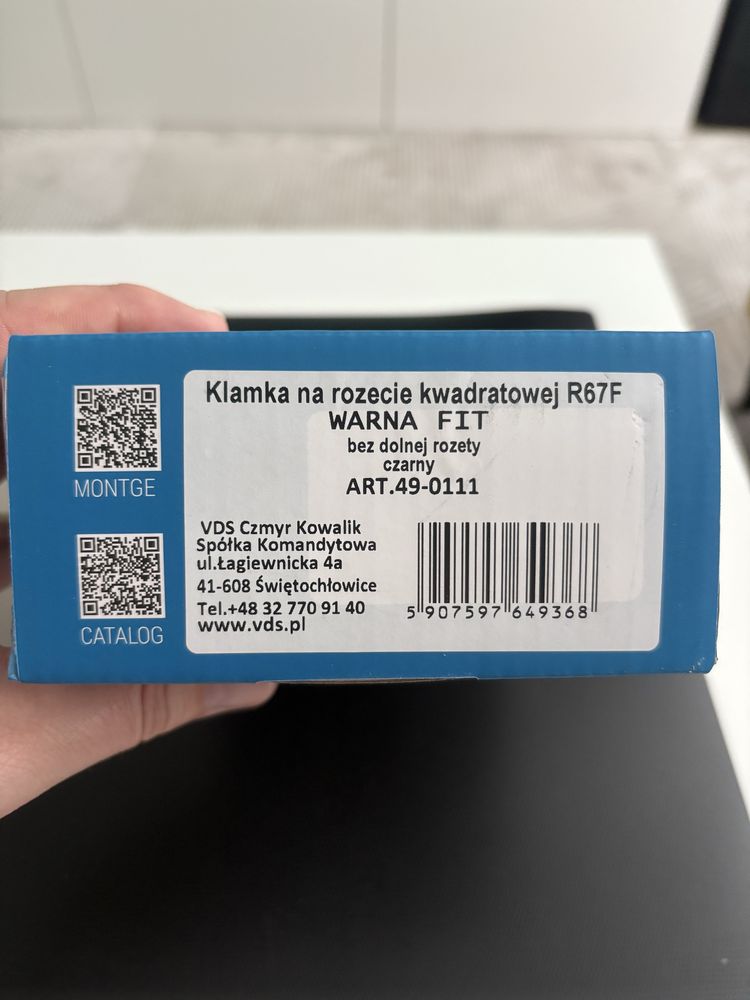 MONTGE
CATALOG
Klamka na rozecie kwadratowej R67F
WARNA FIT
bez dolnej rozety
czarny
ART.49-0111
VDS Czmyr Kowalik
Spółka Komandytowa
ul.Łagiewnicka 4a
41-608 Świętochłowice
Tel.+48 32 770 91 40
www.vds.pl
5 907597 649368